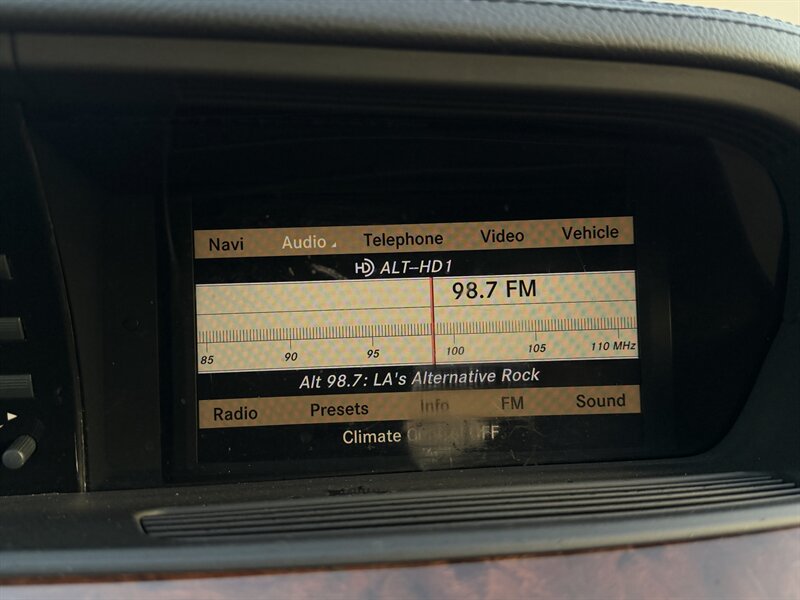 Navi Audio Telephone Video Vehicle
HD ALT-HD1
98.7 FM
85 90 95 100 105 110 MHz
Alt 98.7: LA's Alternative Rock
Radio Presets Info FM Sound
Climate OFF